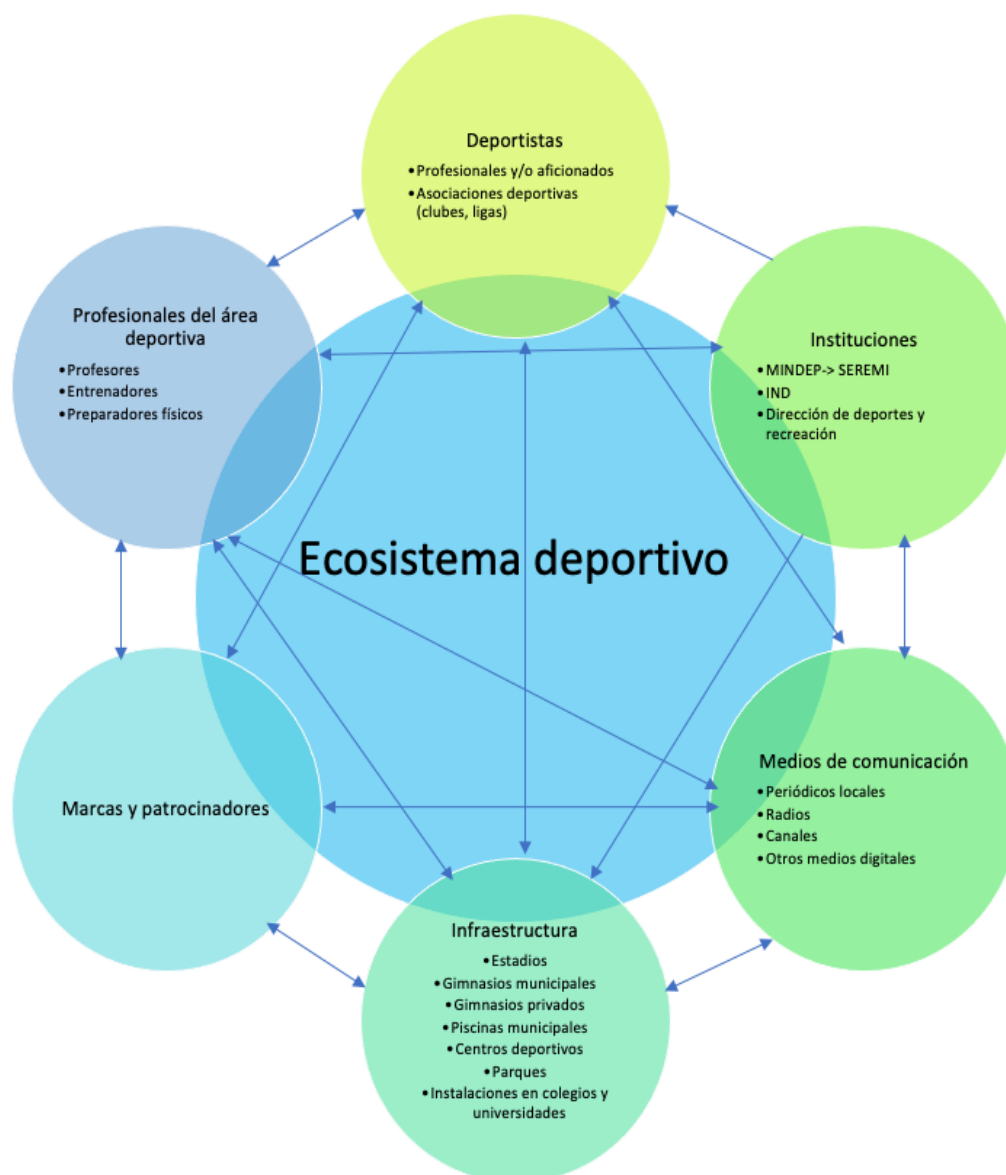 Deportistas
•Profesionales y/o aficionados
•Asociaciones deportivas
(clubes, ligas)
Profesionales del área
deportiva
•Profesores
•Entrenadores
•Preparadores físicos
Instituciones
•MINDEP-> SEREMI
•IND
•Dirección de deportes y
recreación
Ecosistema deportivo
Marcas y patrocinadores
Medios de comunicación
•Periódicos locales
•Radios
•Canales
•Otros medios digitales
Infraestructura
•Estadios
•Gimnasios municipales
•Gimnasios privados
•Piscinas municipales
•Centros deportivos
•Parques
•Instalaciones en colegios y
universidades